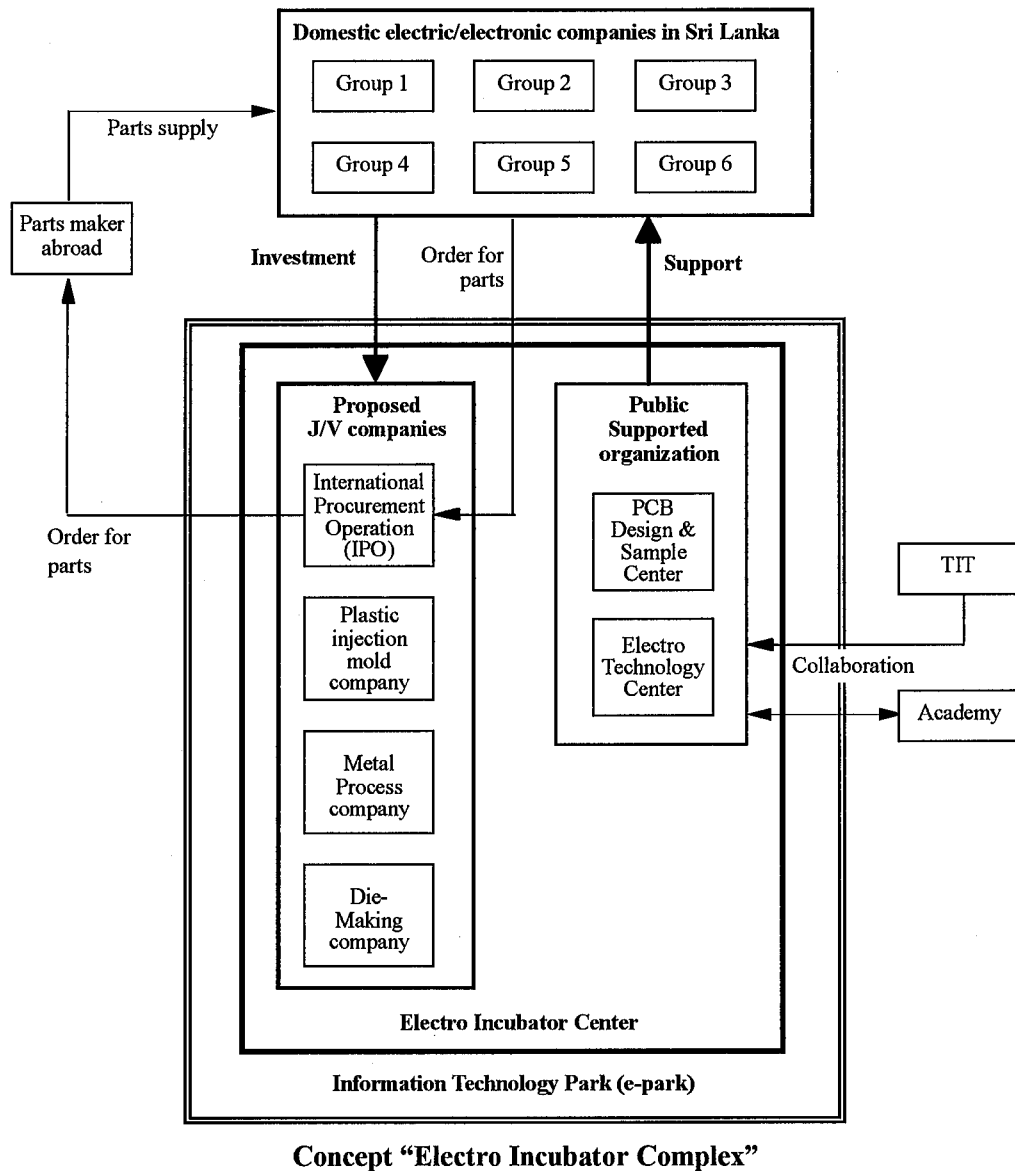 Domestic electric/electronic companies in Sri Lanka
Group 1
Group 2
Group 3
Group 4
Group 5
Group 6
Parts supply
Parts maker
abroad
Investment
Order for
parts
Support
Proposed
J/V companies
International
Procurement
Operation
(IPO)
Plastic
injection
mold
company
Metal
Process
company
Die-
Making
company
Public
Supported
organization
PCB
Design &
Sample
Center
Electro
Technology
Center
Order for
parts
TIT
Collaboration
Academy
Electro Incubator Center
Information Technology Park (e-park)
Concept “Electro Incubator Complex”